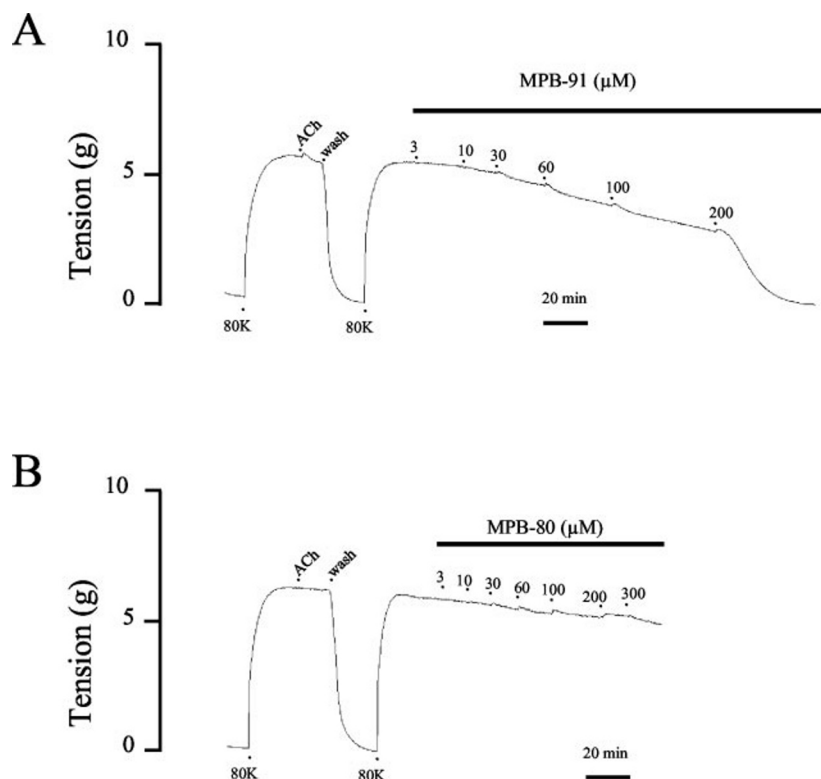 A
10
MPB-91 (µM)
ACh
wash
3
10
30
60
100
200
5
Tension (g)
0
20 min
80K
80K
B
10
MPB-80 (µM)
ACh
wash
3
10
30
60
100
200
300
5
Tension (g)
0
20 min
80K
80K